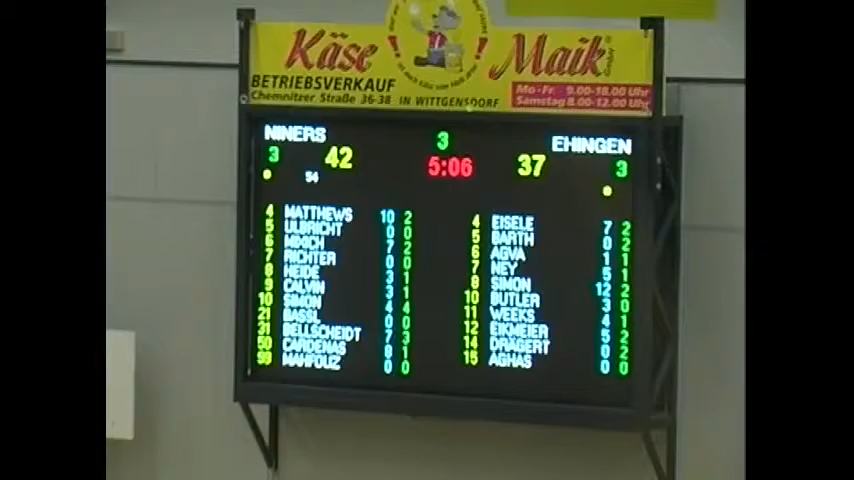 Käse Maik GmbH
BETRIEBSVERKAUF
Chemnitzer Straße 36-38 IN WITTGENSDORF
Mo-Fr 9.00-18.00 Uhr
Samstag 8.00-12.00 Uhr
NINERS 3 EHINGEN
3 42 5:06 37 3
54
4 MATTHEWS 10 2
5 ULBRICHT 0 0
6 MIXICH 7 2
7 RICHTER 0 0
8 HEIDE 3 1
9 CALVIN 3 1
10 SIMON 4 4
21 BASSL 0 0
31 BELLSCHEIDT 7 3
50 CARDENAS 8 1
99 MAHFOUZ 0 0
4 EISELE 7 2
5 BARTH 0 2
6 AGVA 1 1
7 NEY 5 1
8 SIMON 12 2
10 BUTLER 3 0
11 WEEKS 4 1
12 EIKMEIER 5 2
14 DRÄGERT 0 2
15 AGHAS 0 0